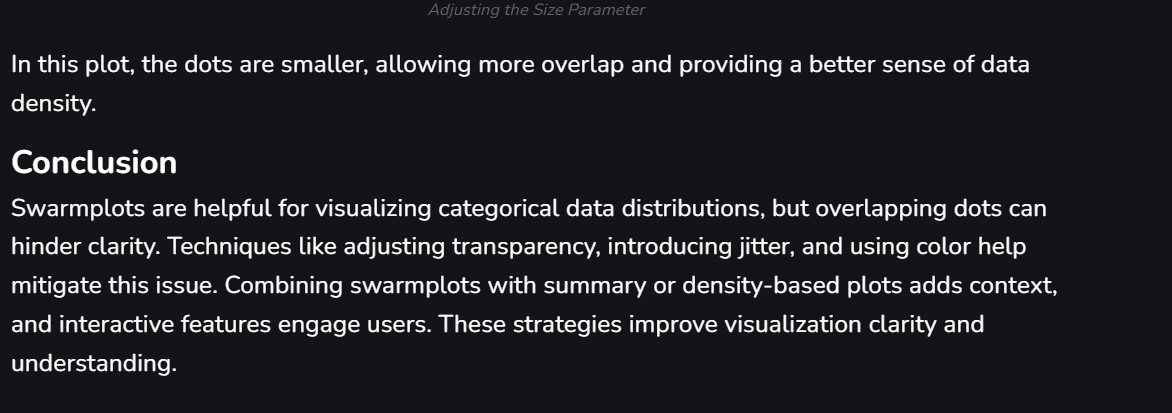 Adjusting the Size Parameter
In this plot, the dots are smaller, allowing more overlap and providing a better sense of data
density.
Conclusion
Swarmplots are helpful for visualizing categorical data distributions, but overlapping dots can
hinder clarity. Techniques like adjusting transparency, introducing jitter, and using color help
mitigate this issue. Combining swarmplots with summary or density-based plots adds context,
and interactive features engage users. These strategies improve visualization clarity and
understanding.